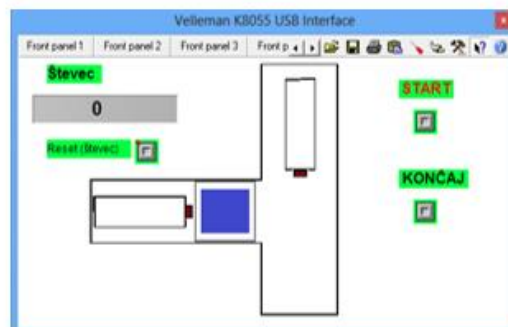 Velleman K8055 USB Interface
Front panel 1 Front panel 2 Front panel 3 Front p
Števec
0
Reset (števec)
START
KONČAJ